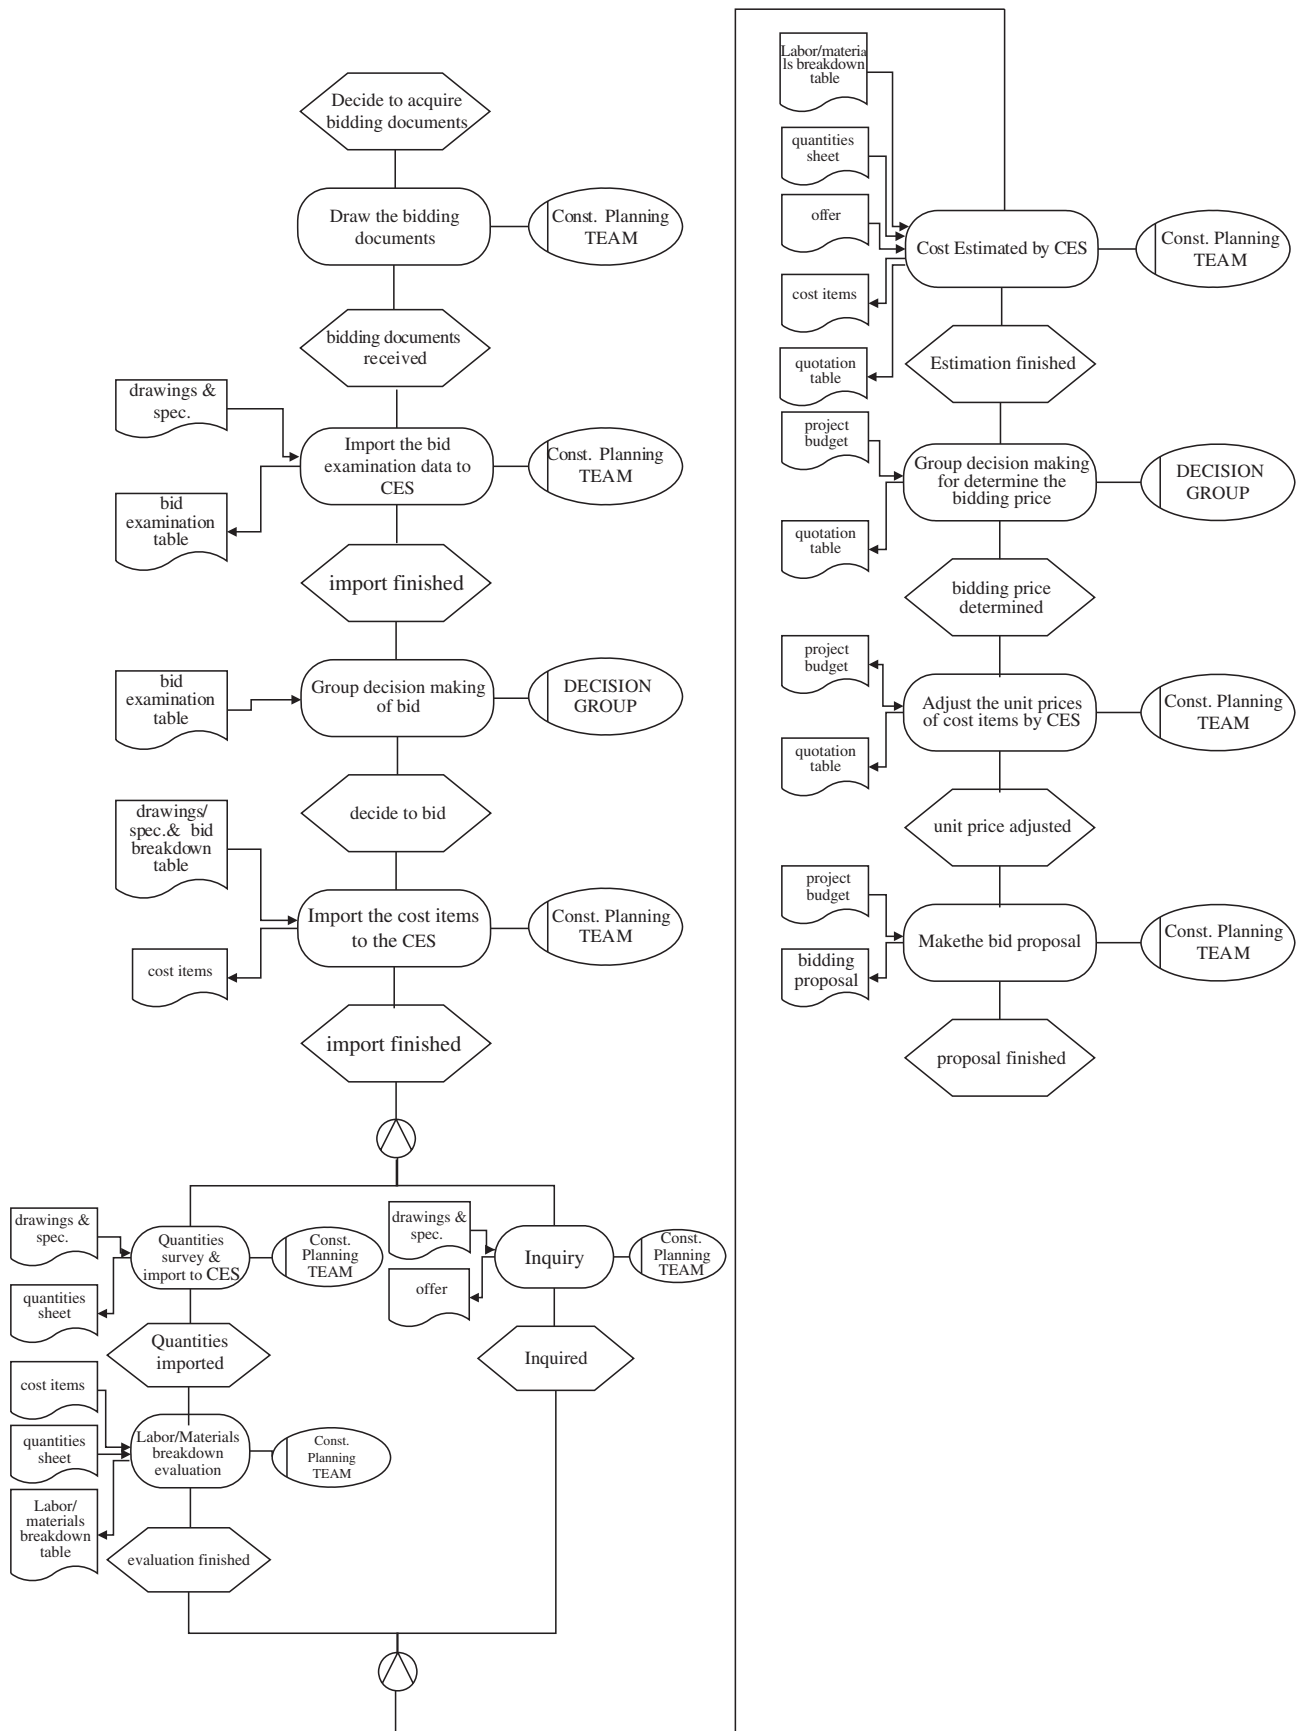 Decide to acquire
bidding documents
Draw the bidding
documents
Const. Planning
TEAM
bidding documents
received
drawings &
spec.
Import the bid
examination data to
CES
Const. Planning
TEAM
bid
examination
table
import finished
bid
examination
table
Group decision making
of bid
DECISION
GROUP
decide to bid
drawings/
spec.& bid
breakdown
table
Import the cost items
to the CES
Const. Planning
TEAM
cost items
import finished
drawings &
spec.
Quantities
survey &
import to CES
Const.
Planning
TEAM
quantities
sheet
drawings &
spec.
Inquiry
Const.
Planning
TEAM
offer
Quantities
imported
Inquired
cost items
quantities
sheet
Labor/Materials
breakdown
evaluation
Const.
Planning
TEAM
Labor/
materials
breakdown
table
evaluation finished
Labor/materia
ls breakdown
table
quantities
sheet
offer
Cost Estimated by CES
Const. Planning
TEAM
cost items
quotation
table
Estimation finished
project
budget
Group decision making
for determine the
bidding price
DECISION
GROUP
quotation
table
bidding price
determined
project
budget
Adjust the unit prices
of cost items by CES
Const. Planning
TEAM
quotation
table
unit price adjusted
project
budget
Makethe bid proposal
Const. Planning
TEAM
bidding
proposal
proposal finished